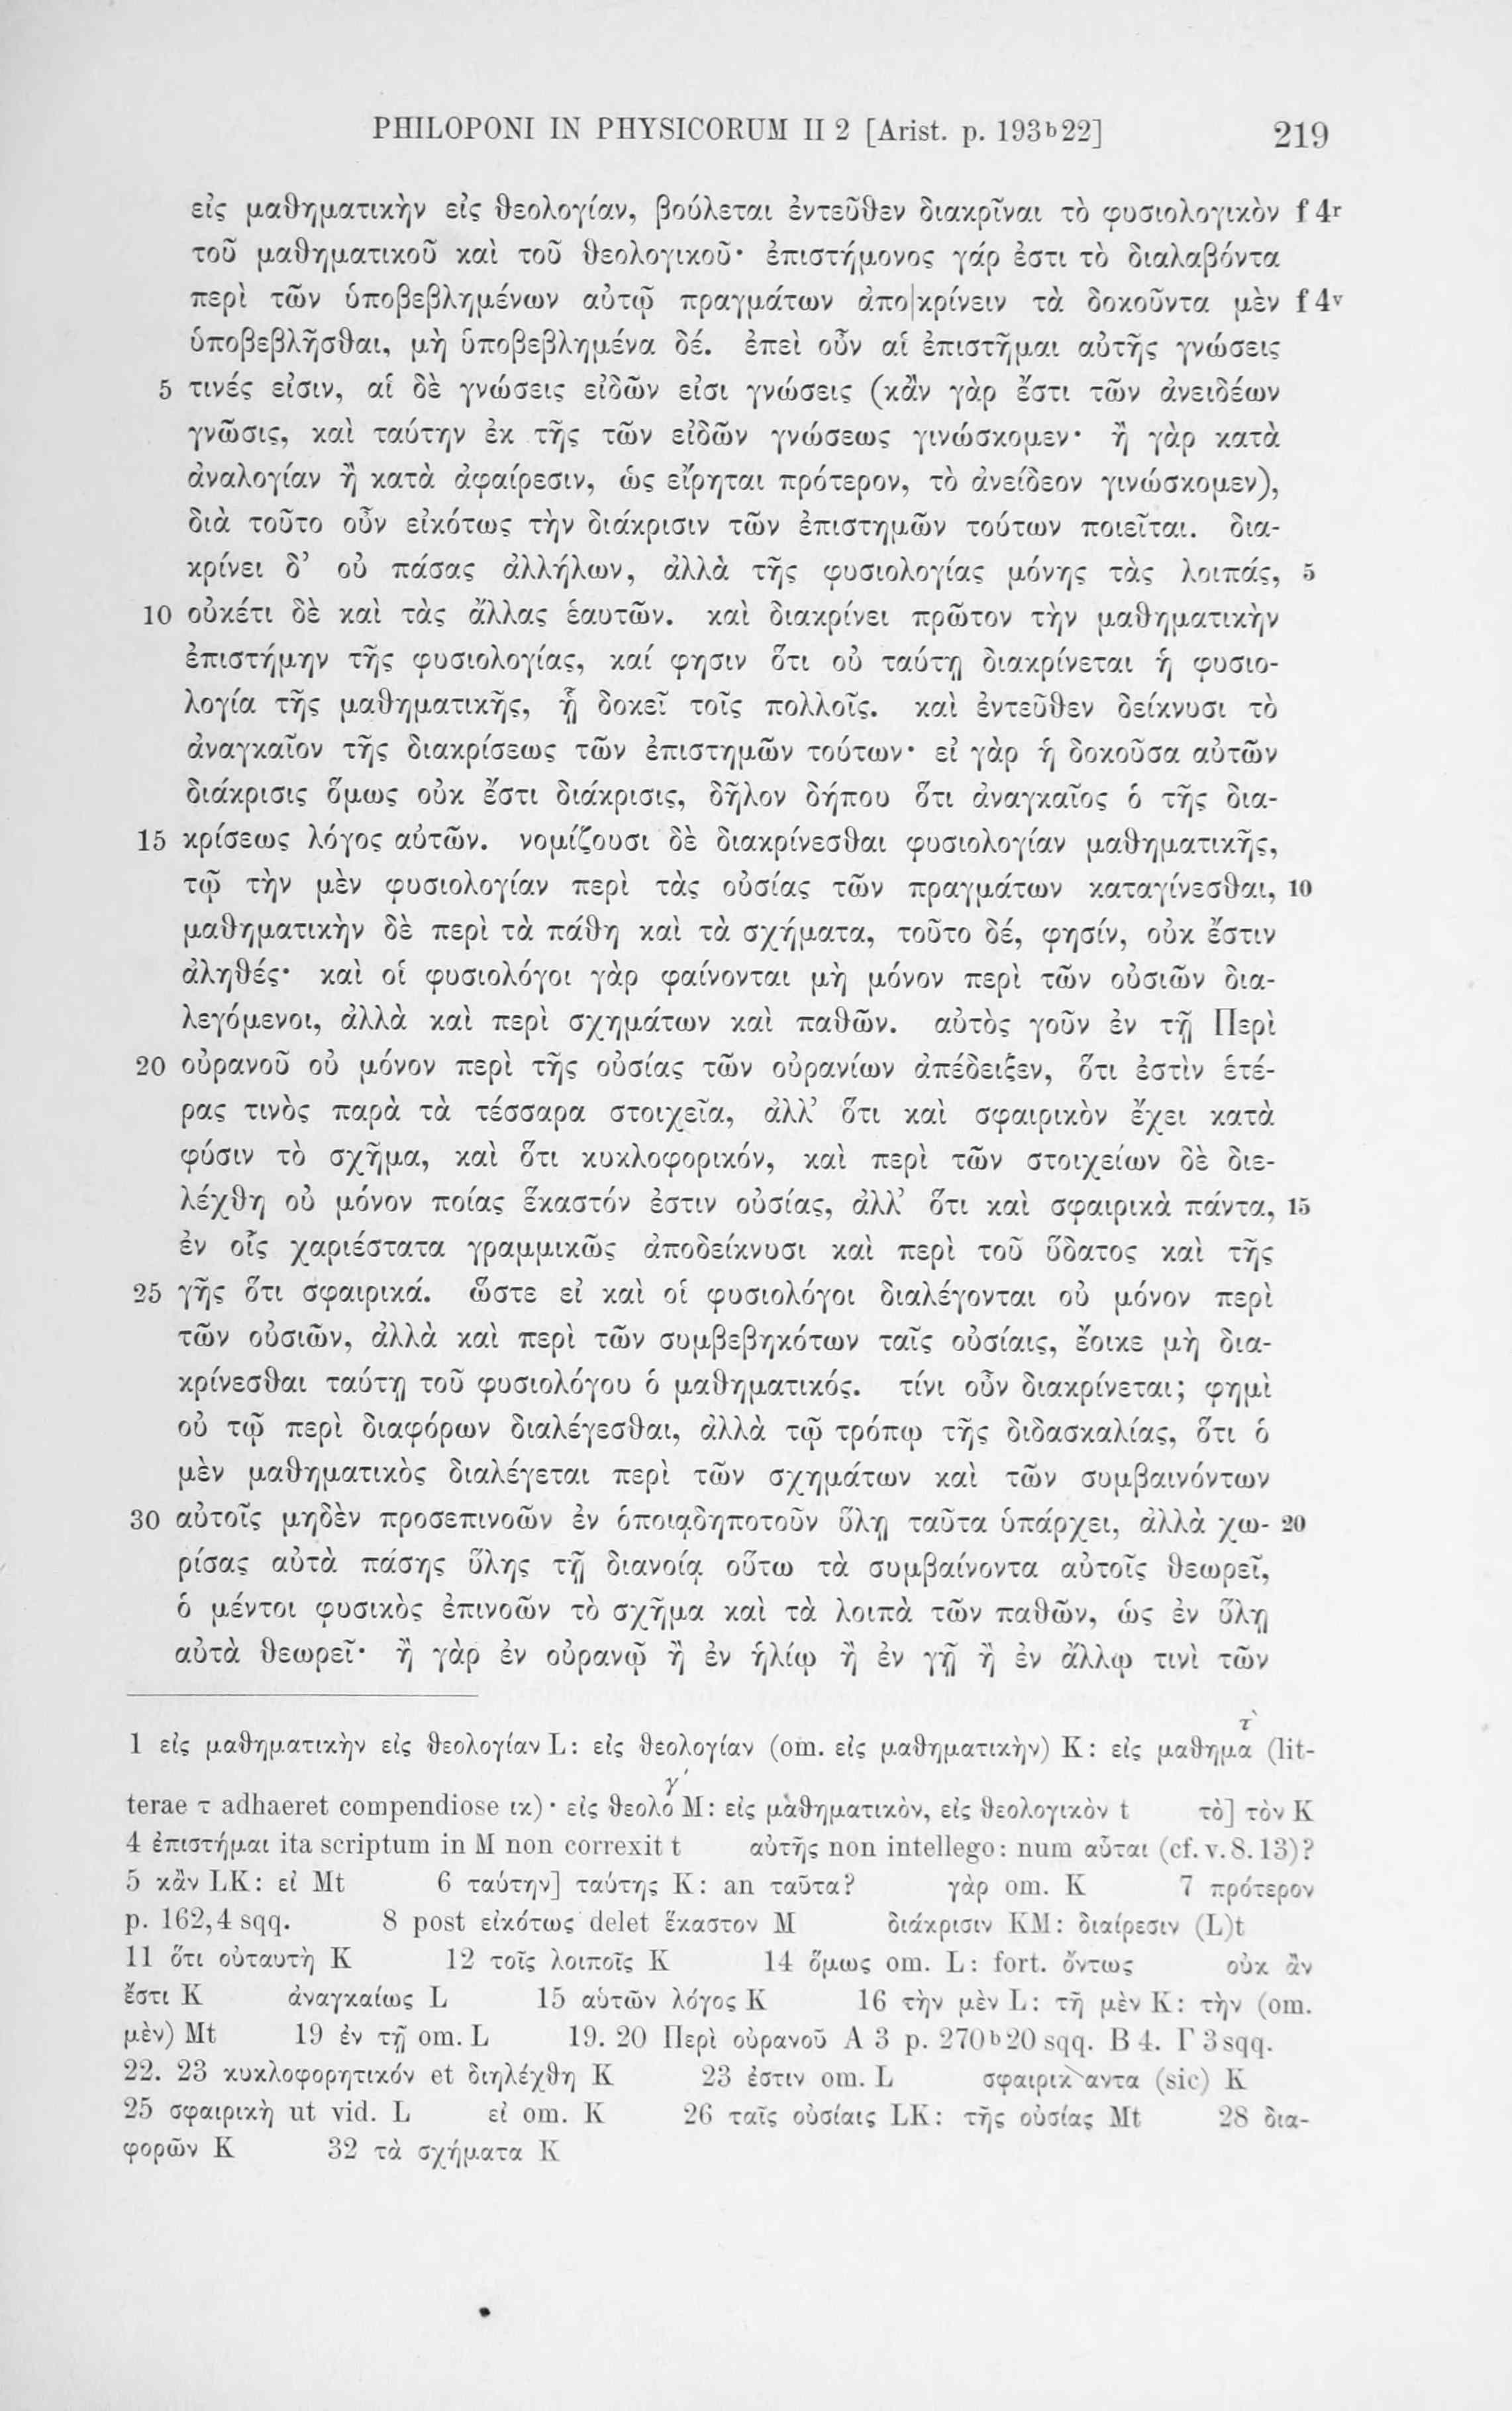 PHILOPONI IN PHYSICORUM II 2 [Arist. p. 193ᵇ22] 219
εἰς μαθηματικὴν εἰς θεολογίαν, βούλεται ἐντεῦθεν διακρῖναι τὸ φυσιολογικὸν f 4ʳ
τοῦ μαθηματικοῦ καὶ τοῦ θεολογικοῦ· ἐπιστήμονος γάρ ἐστι τὸ διαλαβόντα
περὶ τῶν ὑποβεβλημένων αὐτῷ πραγμάτων ἀπο|κρίνειν τὰ δοκοῦντα μὲν f 4ᵛ
ὑποβεβλῆσθαι, μὴ ὑποβεβλημένα δέ. ἐπεὶ οὖν αἱ ἐπιστῆμαι αὐτῆς γνώσεις
5 τινές εἰσιν, αἱ δὲ γνώσεις εἰδῶν εἰσι γνώσεις (κἂν γὰρ ἔστι τῶν ἀνειδέων
γνῶσις, καὶ ταύτην ἐκ τῆς τῶν εἰδῶν γνώσεως γινώσκομεν· ἢ γὰρ κατὰ
ἀναλογίαν ἢ κατὰ ἀφαίρεσιν, ὡς εἴρηται πρότερον, τὸ ἀνείδεον γινώσκομεν),
διὰ τοῦτο οὖν εἰκότως τὴν διάκρισιν τῶν ἐπιστημῶν τούτων ποιεῖται. δια-
κρίνει δ’ οὐ πάσας ἀλλήλων, ἀλλὰ τῆς φυσιολογίας μόνης τὰς λοιπάς, 5
10 οὐκέτι δὲ καὶ τὰς ἄλλας ἑαυτῶν. καὶ διακρίνει πρῶτον τὴν μαθηματικὴν
ἐπιστήμην τῆς φυσιολογίας, καί φησιν ὅτι οὐ ταύτῃ διακρίνεται ἡ φυσιο-
λογία τῆς μαθηματικῆς, ᾗ δοκεῖ τοῖς πολλοῖς. καὶ ἐντεῦθεν δείκνυσι τὸ
ἀναγκαῖον τῆς διακρίσεως τῶν ἐπιστημῶν τούτων· εἰ γὰρ ἡ δοκοῦσα αὐτῶν
διάκρισις ὅμως οὐκ ἔστι διάκρισις, δῆλον δήπου ὅτι ἀναγκαῖος ὁ τῆς δια-
15 κρίσεως λόγος αὐτῶν. νομίζουσι δὲ διακρίνεσθαι φυσιολογίαν μαθηματικῆς,
τῷ τὴν μὲν φυσιολογίαν περὶ τὰς οὐσίας τῶν πραγμάτων καταγίνεσθαι, 10
μαθηματικὴν δὲ περὶ τὰ πάθη καὶ τὰ σχήματα, τοῦτο δέ, φησίν, οὐκ ἔστιν
ἀληθές· καὶ οἱ φυσιολόγοι γὰρ φαίνονται μὴ μόνον περὶ τῶν οὐσιῶν δια-
λεγόμενοι, ἀλλὰ καὶ περὶ σχημάτων καὶ παθῶν. αὐτὸς γοῦν ἐν τῇ Περὶ
20 οὐρανοῦ οὐ μόνον περὶ τῆς οὐσίας τῶν οὐρανίων ἀπέδειξεν, ὅτι ἐστὶν ἑτέ-
ρας τινὸς παρὰ τὰ τέσσαρα στοιχεῖα, ἀλλ’ ὅτι καὶ σφαιρικὸν ἔχει κατὰ
φύσιν τὸ σχῆμα, καὶ ὅτι κυκλοφορικόν, καὶ περὶ τῶν στοιχείων δὲ διε-
λέχθη οὐ μόνον ποίας ἕκαστόν ἐστιν οὐσίας, ἀλλ’ ὅτι καὶ σφαιρικὰ πάντα, 15
ἐν οἷς χαριέστατα γραμμικῶς ἀποδείκνυσι καὶ περὶ τοῦ ὕδατος καὶ τῆς
25 γῆς ὅτι σφαιρικά. ὥστε εἰ καὶ οἱ φυσιολόγοι διαλέγονται οὐ μόνον περὶ
τῶν οὐσιῶν, ἀλλὰ καὶ περὶ τῶν συμβεβηκότων ταῖς οὐσίαις, ἔοικε μὴ δια-
κρίνεσθαι ταύτῃ τοῦ φυσιολόγου ὁ μαθηματικός. τίνι οὖν διακρίνεται; φημὶ
οὐ τῷ περὶ διαφόρων διαλέγεσθαι, ἀλλὰ τῷ τρόπῳ τῆς διδασκαλίας, ὅτι ὁ
μὲν μαθηματικὸς διαλέγεται περὶ τῶν σχημάτων καὶ τῶν συμβαινόντων
30 αὐτοῖς μηδὲν προσεπινοῶν ἐν ὁποιᾳδηποτοῦν ὕλῃ ταῦτα ὑπάρχει, ἀλλὰ χω- 20
ρίσας αὐτὰ πάσης ὕλης τῇ διανοίᾳ οὕτω τὰ συμβαίνοντα αὐτοῖς θεωρεῖ,
ὁ μέντοι φυσικὸς ἐπινοῶν τὸ σχῆμα καὶ τὰ λοιπὰ τῶν παθῶν, ὡς ἐν ὕλῃ
αὐτὰ θεωρεῖ· ἢ γὰρ ἐν οὐρανῷ ἢ ἐν ἡλίῳ ἢ ἐν γῇ ἢ ἐν ἄλλῳ τινὶ τῶν
1 εἰς μαθηματικὴν εἰς θεολογίαν L: εἰς θεολογίαν (om. εἰς μαθηματικὴν) K: εἰς μαθημα͏τ̀ (lit-
terae τ adhaeret compendiose ικ)· εἰς θεολογ́ M: εἰς μαθηματικὸν, εἰς θεολογικὸν t τὸ] τὸν K
4 ἐπιστήμαι ita scriptum in M non correxit t αὐτῆς non intellego: num αὗται (cf. v. 8. 13)?
5 κἂν LK: εἰ Mt 6 ταύτην] ταύτης K: an ταῦτα? γὰρ om. K 7 πρότερον
p. 162,4 sqq. 8 post εἰκότως delet ἕκαστον M διάκρισιν KM: διαίρεσιν (L)t
11 ὅτι οὐταυτὴ K 12 τοῖς λοιποῖς K 14 ὅμως om. L: fort. ὄντως οὐκ ἂν
ἔστι K ἀναγκαίως L 15 αὑτῶν λόγος K 16 τὴν μὲν L: τῇ μὲν K: τὴν (om.
μὲν) Mt 19 ἐν τῇ om. L 19. 20 Περὶ οὐρανοῦ A 3 p. 270ᵇ20 sqq. B 4. Γ 3 sqq.
22. 23 κυκλοφορητικόν et διηλέχθη K 23 ἐστιν om. L σφαιρικ`αντα (sic) K
25 σφαιρικὴ ut vid. L εἰ om. K 26 ταῖς οὐσίαις LK: τῆς οὐσίας Mt 28 δια-
φορῶν K 32 τὰ σχήματα K